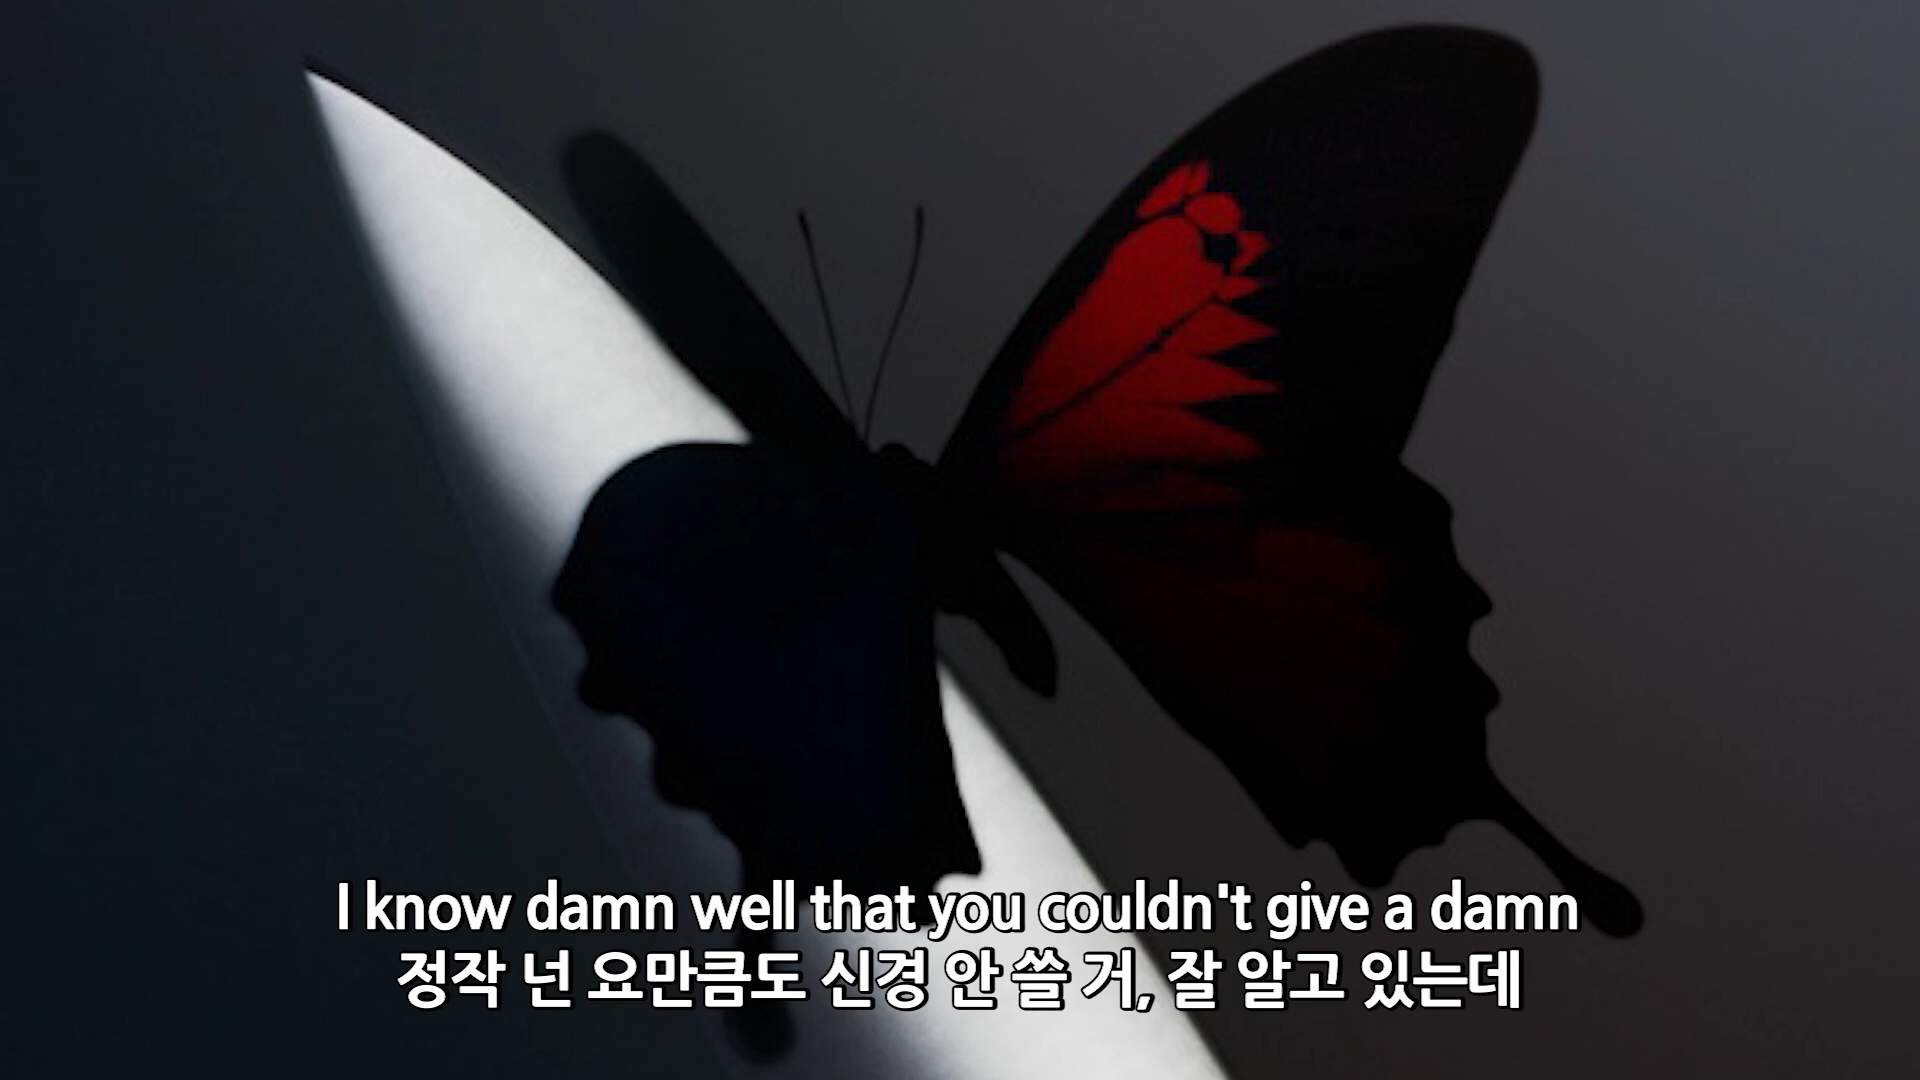 I know damn well that you couldn't give a damn
정작 넌 요만큼도 신경 안 쓸 거, 잘 알고 있는데